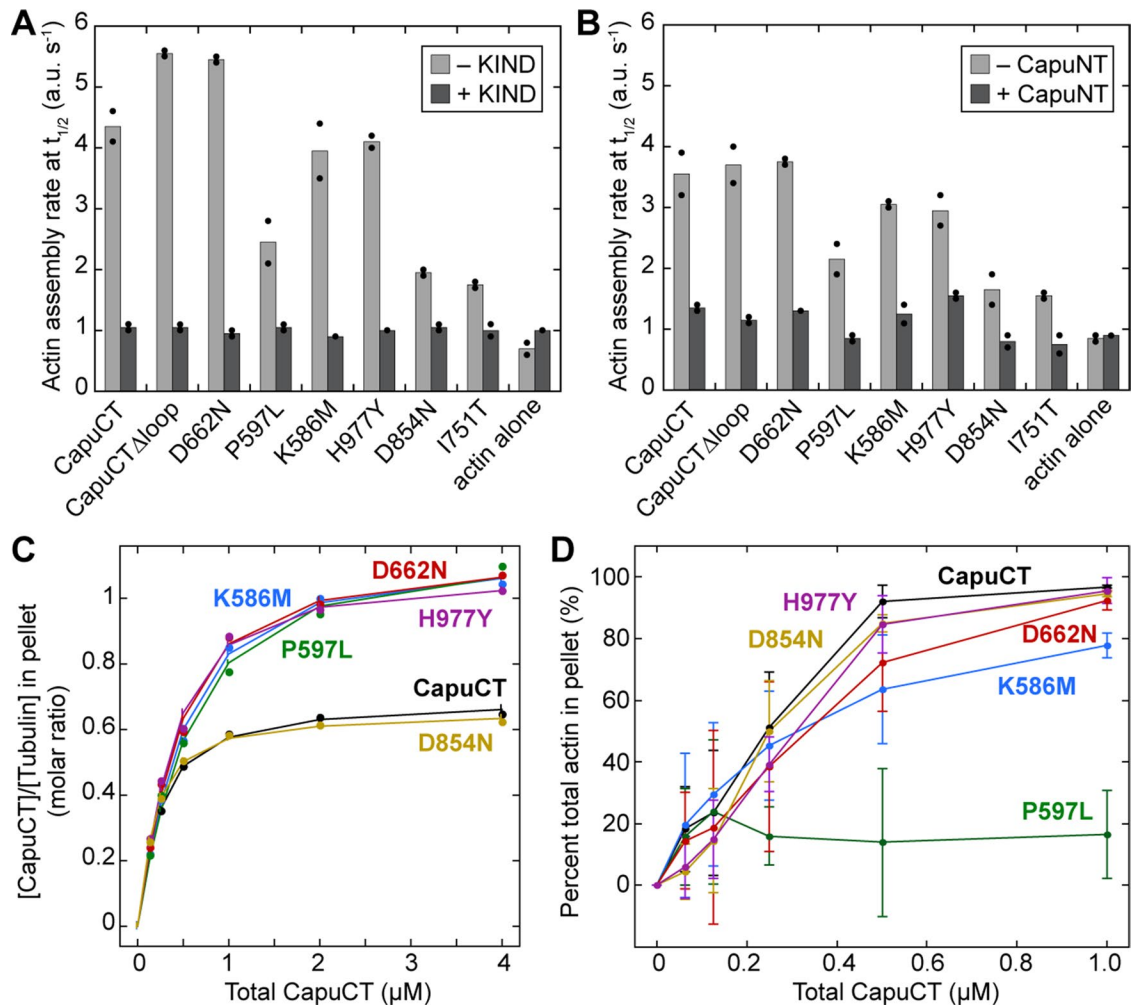 A
Actin assembly rate at t1/2 (a.u. s-1)
6
5
4
3
2
1
0
– KIND
+ KIND
CapuCT
CapuCTΔloop
D662N
P597L
K586M
H977Y
D854N
I751T
actin alone
B
Actin assembly rate at t1/2 (a.u. s-1)
6
5
4
3
2
1
0
– CapuNT
+ CapuNT
CapuCT
CapuCTΔloop
D662N
P597L
K586M
H977Y
D854N
I751T
actin alone
C
[CapuCT]/[Tubulin] in pellet
(molar ratio)
1
0.8
0.6
0.4
0.2
0
D662N
K586M
H977Y
P597L
CapuCT
D854N
0
1
2
3
4
Total CapuCT (μM)
D
Percent total actin in pellet (%)
100
80
60
40
20
0
CapuCT
H977Y
D854N
D662N
K586M
P597L
0
0.2
0.4
0.6
0.8
1.0
Total CapuCT (μM)